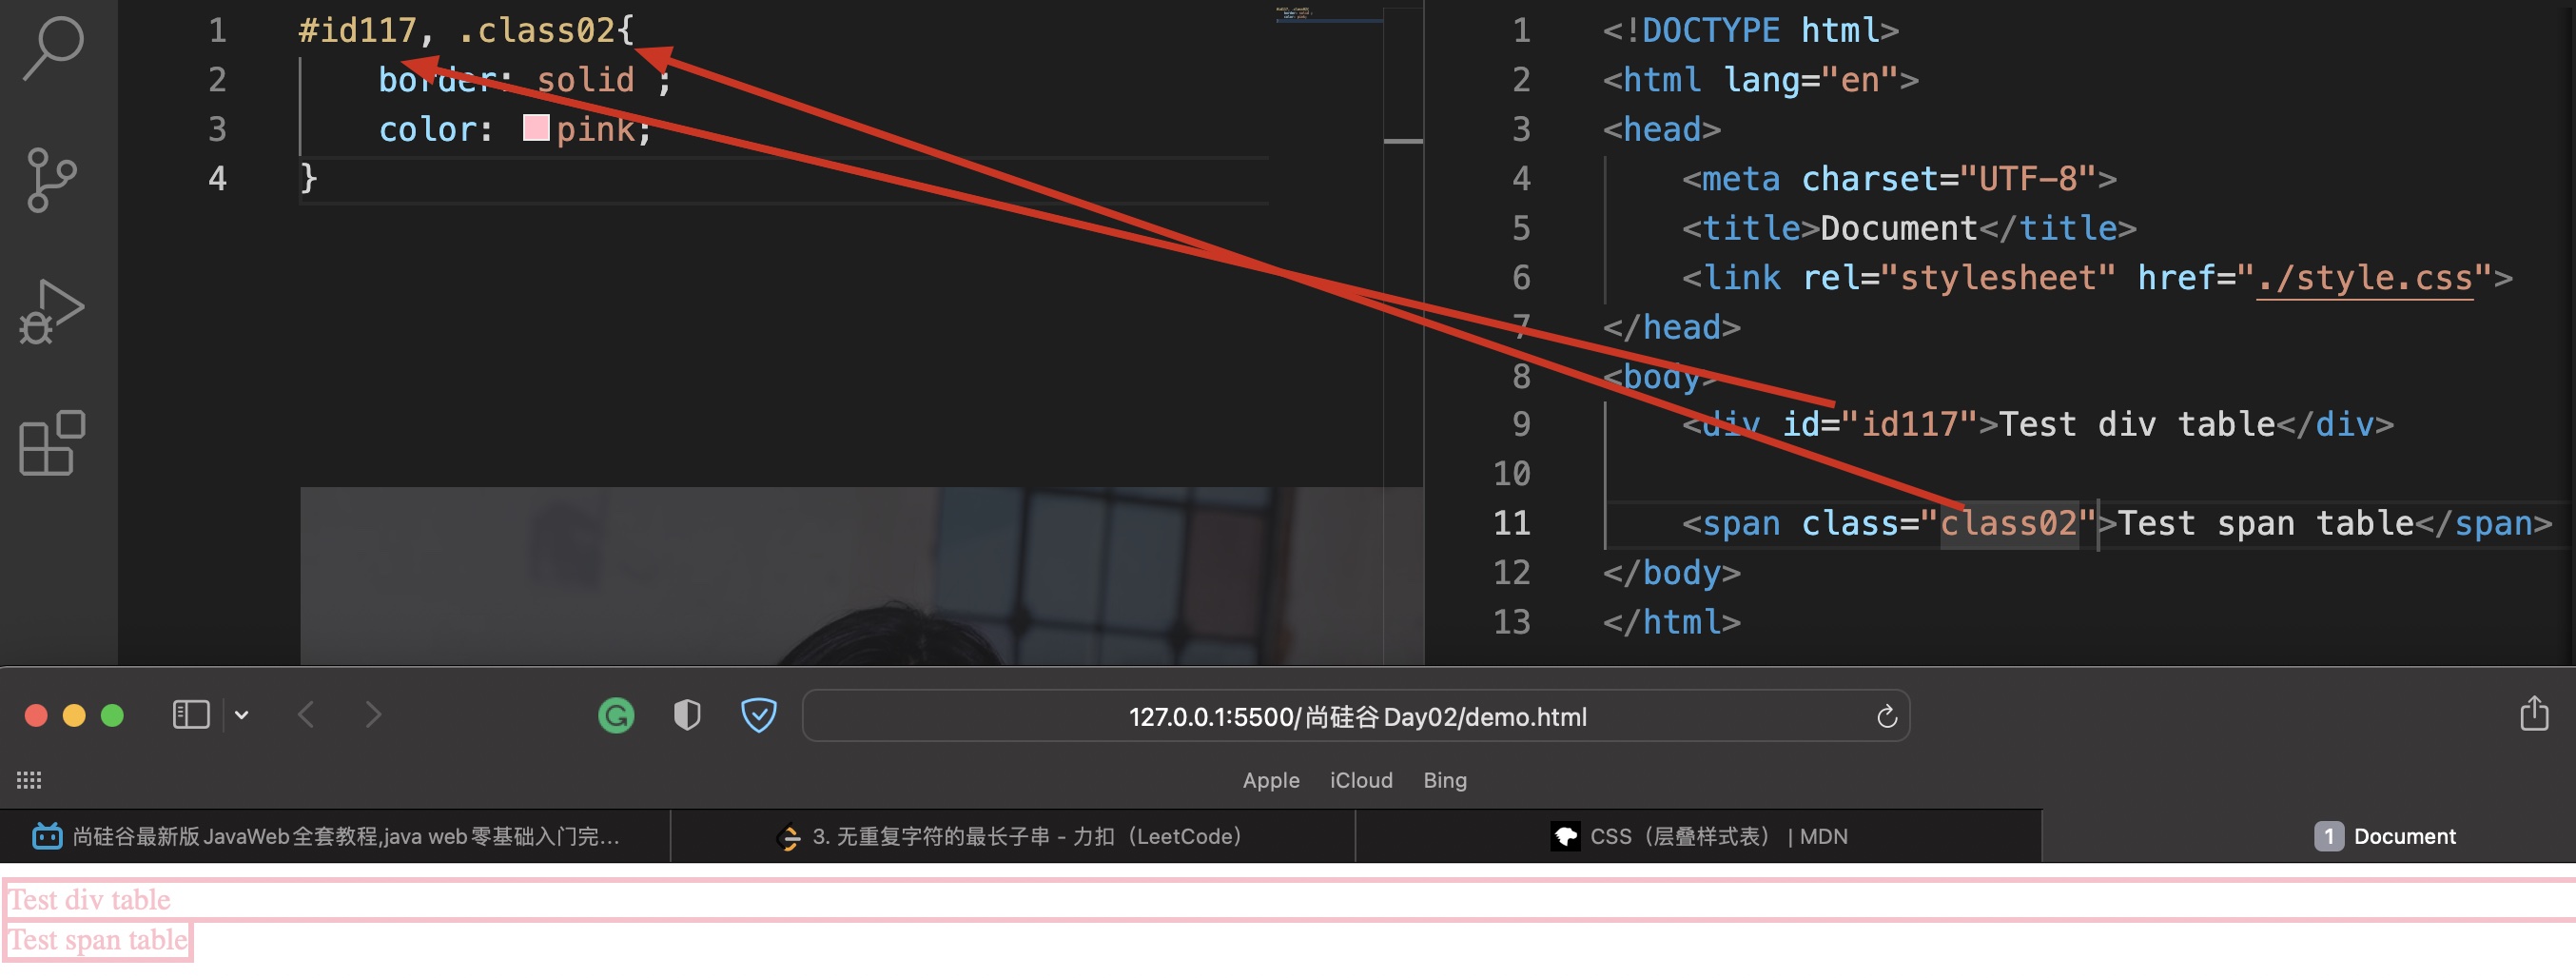 1 #id117, .class02{
2 border: solid ;
3 color: pink;
4 }
1 <!DOCTYPE html>
2 <html lang="en">
3 <head>
4 <meta charset="UTF-8">
5 <title>Document</title>
6 <link rel="stylesheet" href="./style.css">
7 </head>
8 <body>
9 <div id="id117">Test div table</div>
10
11 <span class="class02">Test span table</span>
12 </body>
13 </html>
127.0.0.1:5500/尚硅谷Day02/demo.html
Apple iCloud Bing
尚硅谷最新版JavaWeb全套教程,java web零基础入门完...
3. 无重复字符的最长子串 - 力扣（LeetCode）
CSS（层叠样式表） | MDN
1 Document
Test div table
Test span table